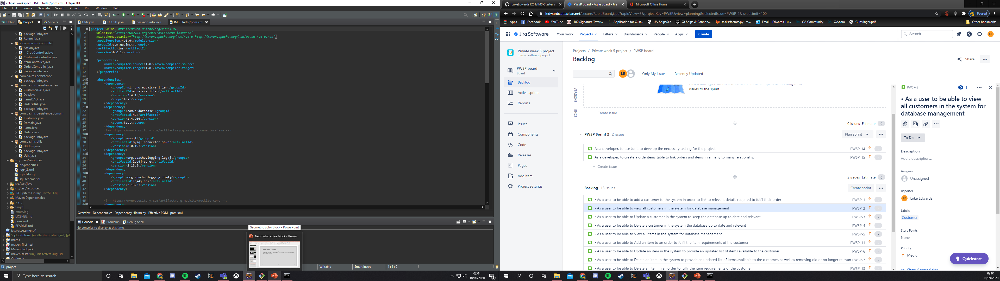 eclipse-workspace - IMS-Starter/pom.xml - Eclipse IDE
File Edit Source Navigate Search Project Run Window Help
Debug Project... Servers
package-info.java
Runner.java
> com.qa.ims.controller
Action.java
> CrudController.java
CustomerController.java
ItemController.java
OrdersController.java
package-info.java
com.qa.ims.persistence
package-info.java
com.qa.ims.persistence.dao
CustomerDAO.java
Dao.java
ItemsDAO.java
OrdersDAO.java
package-info.java
com.qa.ims.persistence.domain
Customer.java
Domain.java
Items.java
Orders.java
package-info.java
com.qa.ims.utils
DBUtils.java
package-info.java
Utils.java
src/main/resources
db.properties
log4j2.xml
sql-data.sql
sql-schema.sql
src/test/java
src/test/resources
JRE System Library [JavaSE-1.8]
Maven Dependencies
> src
target
errors.log
LICENSE.md
pom.xml
README.md
java-assessment-1
> jdbc-tutorial (in jdbc-tutorial-august) [jd
maths
maven_first_test
MavenBlackjack
maven-tester (in junit-testers-august)
Utils.java DBUtils.java package-info.java IMS-Starter/pom.xml
1 <project xmlns="http://maven.apache.org/POM/4.0.0"
2 xmlns:xsi="http://www.w3.org/2001/XMLSchema-instance"
3 xsi:schemaLocation="http://maven.apache.org/POM/4.0.0 http://maven.apache.org/xsd/maven-4.0.0.xsd">
4 <modelVersion>4.0.0</modelVersion>
5 <groupId>com.qa.ims</groupId>
6 <artifactId>ims</artifactId>
7 <version>0.0.1</version>
8
9 <properties>
10 <maven.compiler.source>1.8</maven.compiler.source>
11 <maven.compiler.target>1.8</maven.compiler.target>
12 </properties>
13
14 <dependencies>
15 <dependency>
16 <groupId>nl.jqno.equalsverifier</groupId>
17 <artifactId>equalsverifier</artifactId>
18 <version>3.4.1</version>
19 <scope>test</scope>
20 </dependency>
21 <dependency>
22 <groupId>com.h2database</groupId>
23 <artifactId>h2</artifactId>
24 <version>1.4.200</version>
25 <scope>test</scope>
26 </dependency>
27 <!-- https://mvnrepository.com/artifact/mysql/mysql-connector-java -->
28 <dependency>
29 <groupId>mysql</groupId>
30 <artifactId>mysql-connector-java</artifactId>
31 <version>8.0.19</version>
32 </dependency>
33 <dependency>
34 <groupId>org.apache.logging.log4j</groupId>
35 <artifactId>log4j-core</artifactId>
36 <version>2.13.3</version>
37 </dependency>
38 <dependency>
39 <groupId>org.apache.logging.log4j</groupId>
40 <artifactId>log4j-api</artifactId>
41 <version>2.13.3</version>
42 </dependency>
43
44
45 <!-- https://mvnrepository.com/artifact/org.mockito/mockito-core -->
46 <dependency>
Overview Dependencies Dependency Hierarchy Effective POM pom.xml
Console Problems Debug Shell
No consoles to display at this time.
Geometric color block - PowerPoint
Geometric color block - Power...
project
Writable Smart Insert 1 : 1 : 0
Type here to search
02:04
18/09/2020
LukeEdwards1261/IMS-Starter at PW5P board - Agile Board - Jira Microsoft Office Home
ledwards.atlassian.net/secure/RapidBoard.jspa?rapidView=6&projectKey=PW5P&view=planning&selectedIssue=PW5P-2&issueLimit=100
Paused
Apps Facebook YouTube 100 Signature Taver... Application for Cust... UA-ShipsSea Of Ships & Cannon... tasks/factors.py · m... Email - Edwards, Lu... QA Community QA.com Gunslinger.pdf Other bookmarks
Jira Software Your work Projects Filters Dashboards People Apps Create Search LE
Private week 5 project
Classic software project
PW5P board
Board
Backlog
Active sprints
Reports
Issues
Components
Code
Releases
Pages
Add item
Project settings
Projects / Private week 5 project / PW5P board
Backlog
Share
LE Only My Issues Recently Updated
VERSIONS
EPICS
As a team, agree on what work needs to be completed, and drag these
issues to the sprint.
+ Create issue
0 issues Estimate 0
PW5P Sprint 2 2 issues Plan sprint
As a developer, to use Junit to develop the necessary testing for the project PW5P-14 -
As a developer, to create a orderitems table to link orders and items in a many to many relationship PW5P-15 -
+ Create issue
2 issues Estimate 0
Backlog 13 issues Create sprint
• As a user to be able to add a customer to the system in order to link to relevant details required to fulfil their order PW5P-1 -
• As a user to be able to view all customers in the system for database management PW5P-2 -
• As a user to be able to Update a customer in the system to keep the database up to date and relevant PW5P-3 -
• As a user to be able to Delete a customer in the system the database up to date and relevant PW5P-4 -
• As a user to be able to View all items in the system for database management PW5P-5 -
• As a user to be able to Add an item to an order to fulfil the item requirements of the customer PW5P-11 -
• As a user to be able to Update an item in the system to provide an updated list of items available to the customer PW5P-6 -
• As a user to be able to Delete an item in the system to provide an updated list of items available to the customer, as well as removing old or no longer relevan PW5P-7 -
• As a user to be able to Delete an item in an order to fulfil the item requirements of the customer PW5P-13 -
PW5P-2
1
• As a user to be able to view
all customers in the system for
database management
To Do
Description
Add a description...
Assignee
Unassigned
Reporter
LE Luke Edwards
Labels
Customer
Story Points
None
Priority
Medium
Show 6 more fields
Quickstart
02:04
18/09/2020